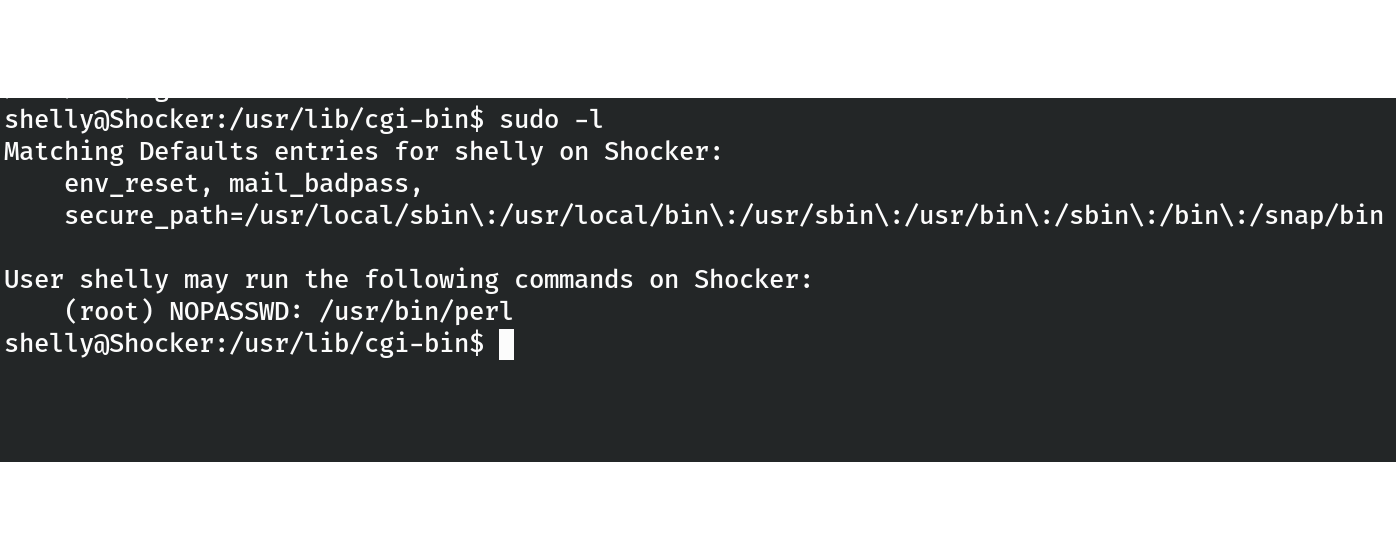 shelly@Shocker:/usr/lib/cgi-bin$ sudo -l
Matching Defaults entries for shelly on Shocker:
    env_reset, mail_badpass,
    secure_path=/usr/local/sbin\:/usr/local/bin\:/usr/sbin\:/usr/bin\:/sbin\:/bin\:/snap/bin

User shelly may run the following commands on Shocker:
    (root) NOPASSWD: /usr/bin/perl
shelly@Shocker:/usr/lib/cgi-bin$